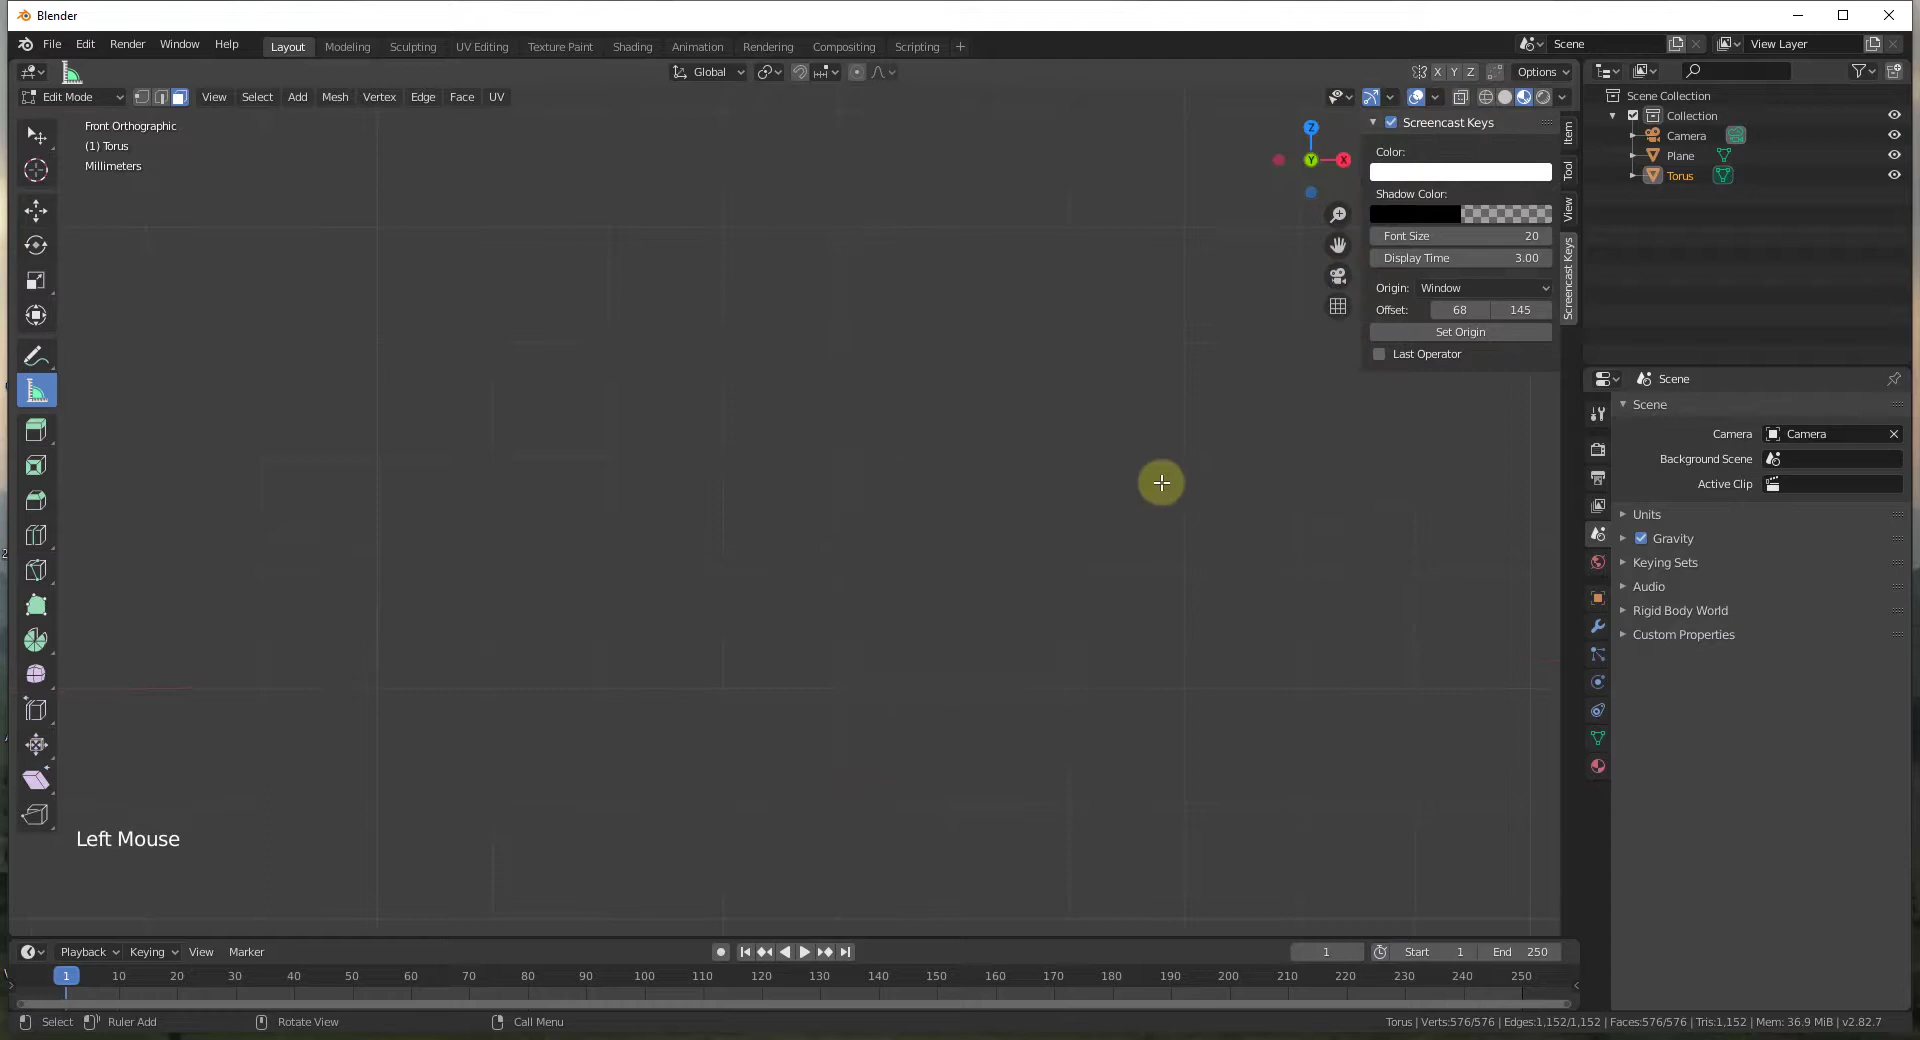 Blender
File Edit Render Window Help Layout Modeling Sculpting UV Editing Texture Paint Shading Animation Rendering Compositing Scripting + Scene View Layer
Global X Y Z Options
Edit Mode View Select Add Mesh Vertex Edge Face UV
Front Orthographic
(1) Torus
Millimeters
Z
Y
X
Screencast Keys
Color:
Shadow Color:
Font Size 20
Display Time 3.00
Origin: Window
Offset: 68 145
Set Origin
Last Operator
Item
Tool
View
Screencast Keys
Scene Collection
Collection
Camera
Plane
Torus
Scene
Scene
Camera Camera
Background Scene
Active Clip
Units
Gravity
Keying Sets
Audio
Rigid Body World
Custom Properties
Left Mouse
Playback Keying View Marker 1 Start 1 End 250
1 10 20 30 40 50 60 70 80 90 100 110 120 130 140 150 160 170 180 190 200 210 220 230 240 250
Select Ruler Add Rotate View Call Menu Torus | Verts:576/576 | Edges:1,152/1,152 | Faces:576/576 | Tris:1,152 | Mem: 36.9 MiB | v2.82.7